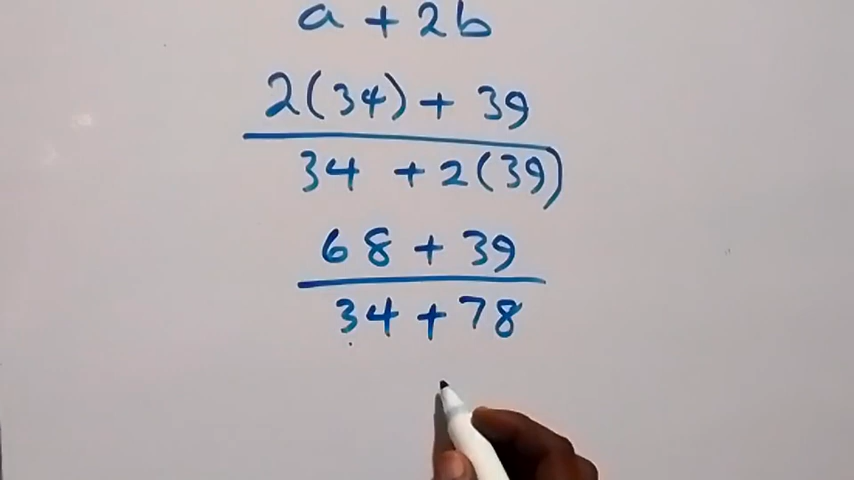 a + 2b
2(34) + 39
34 + 2(39)
68 + 39
34 + 78